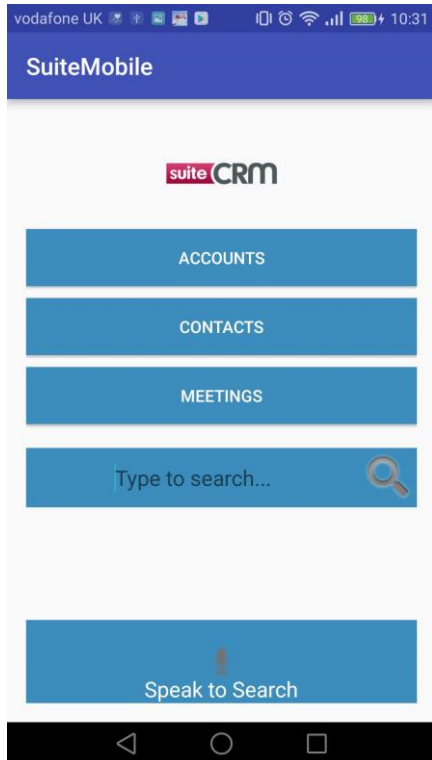 vodafone UK 98 10:31
SuiteMobile
suite CRM
ACCOUNTS
CONTACTS
MEETINGS
Type to search...
Speak to Search